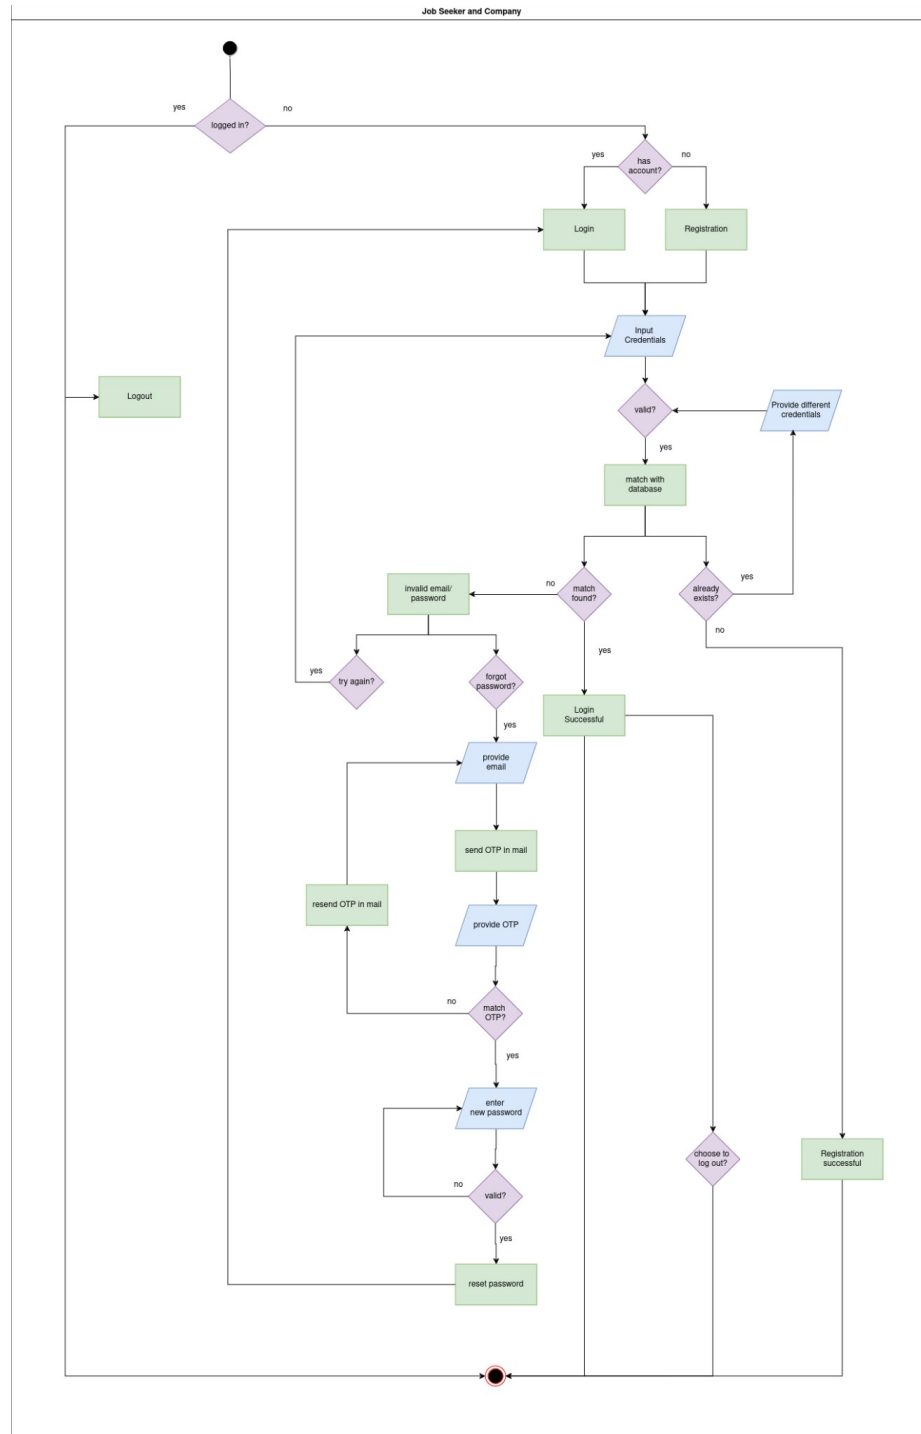 Job Seeker and Company
yes
no
logged in?
has
account?
yes
no
Login
Registration
Input
Credentials
Logout
valid?
Provide different
credentials
yes
match with
database
invalid email/
password
no
match
found?
already
exists?
yes
no
yes
yes
try again?
forgot
password?
Login
Successful
yes
provide
email
send OTP in mail
resend OTP in mail
provide OTP
no
match
OTP?
yes
enter
new password
choose to
log out?
Registration
successful
no
valid?
yes
reset password